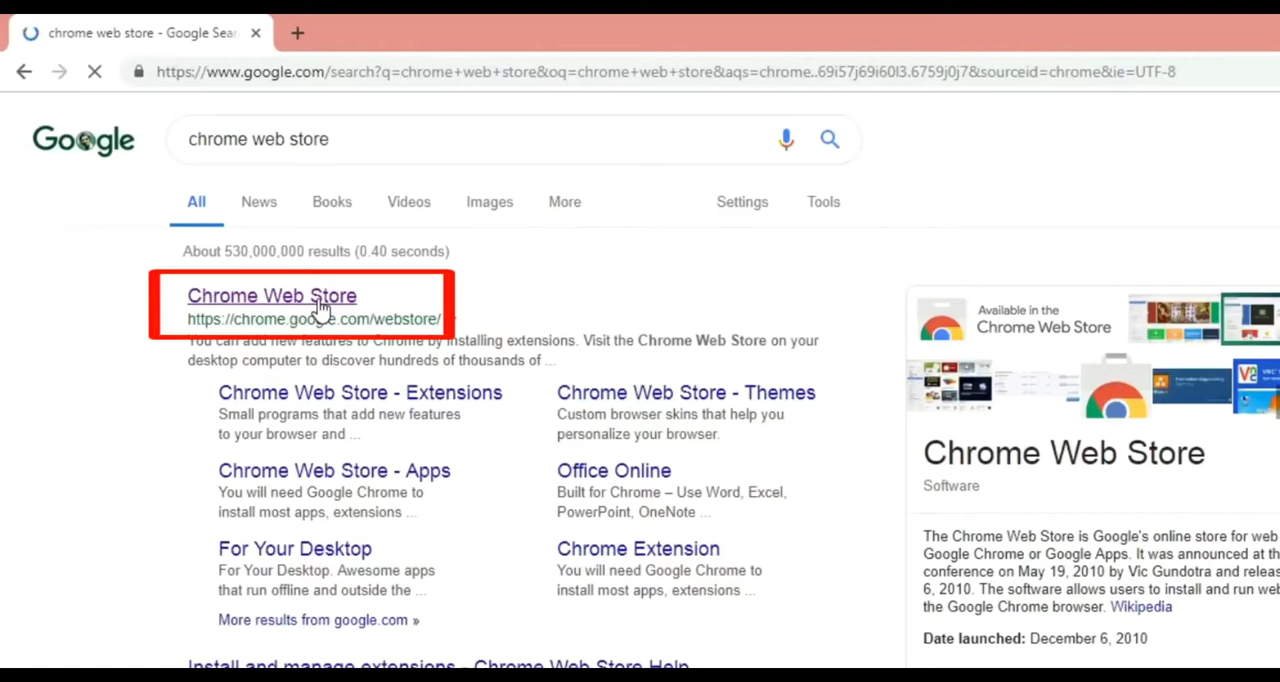 chrome web store - Google Sear
https://www.google.com/search?q=chrome+web+store&oq=chrome+web+store&aqs=chrome..69i57j69i60l3.6759j0j7&sourceid=chrome&ie=UTF-8
Google
chrome web store
All News Books Videos Images More Settings Tools
About 530,000,000 results (0.40 seconds)
Chrome Web Store
https://chrome.google.com/webstore/
You can add new features to Chrome by installing extensions. Visit the Chrome Web Store on your
desktop computer to discover hundreds of thousands of ...
Chrome Web Store - Extensions
Small programs that add new features
to your browser and ...
Chrome Web Store - Themes
Custom browser skins that help you
personalize your browser.
Chrome Web Store - Apps
You will need Google Chrome to
install most apps, extensions ...
Office Online
Built for Chrome – Use Word, Excel,
PowerPoint, OneNote ...
For Your Desktop
For Your Desktop. Awesome apps
that run offline and outside the ...
Chrome Extension
You will need Google Chrome to
install most apps, extensions ...
More results from google.com »
Install and manage extensions - Chrome Web Store Help
Available in the
Chrome Web Store
Chrome Web Store
Software
The Chrome Web Store is Google's online store for web
Google Chrome or Google Apps. It was announced at the
conference on May 19, 2010 by Vic Gundotra and releas
6, 2010. The software allows users to install and run web
the Google Chrome browser. Wikipedia
Date launched: December 6, 2010